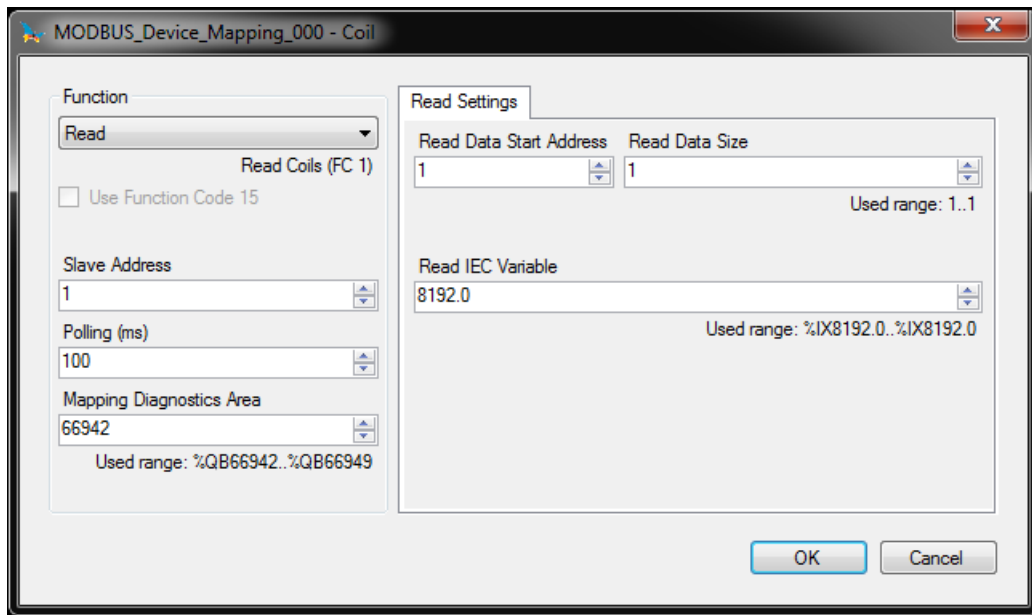 MODBUS_Device_Mapping_000 - Coil
Function
Read
Read Coils (FC 1)
Use Function Code 15
Slave Address
1
Polling (ms)
100
Mapping Diagnostics Area
66942
Used range: %QB66942..%QB66949
Read Settings
Read Data Start Address Read Data Size
1 1
Used range: 1..1
Read IEC Variable
8192.0
Used range: %IX8192.0..%IX8192.0
OK Cancel